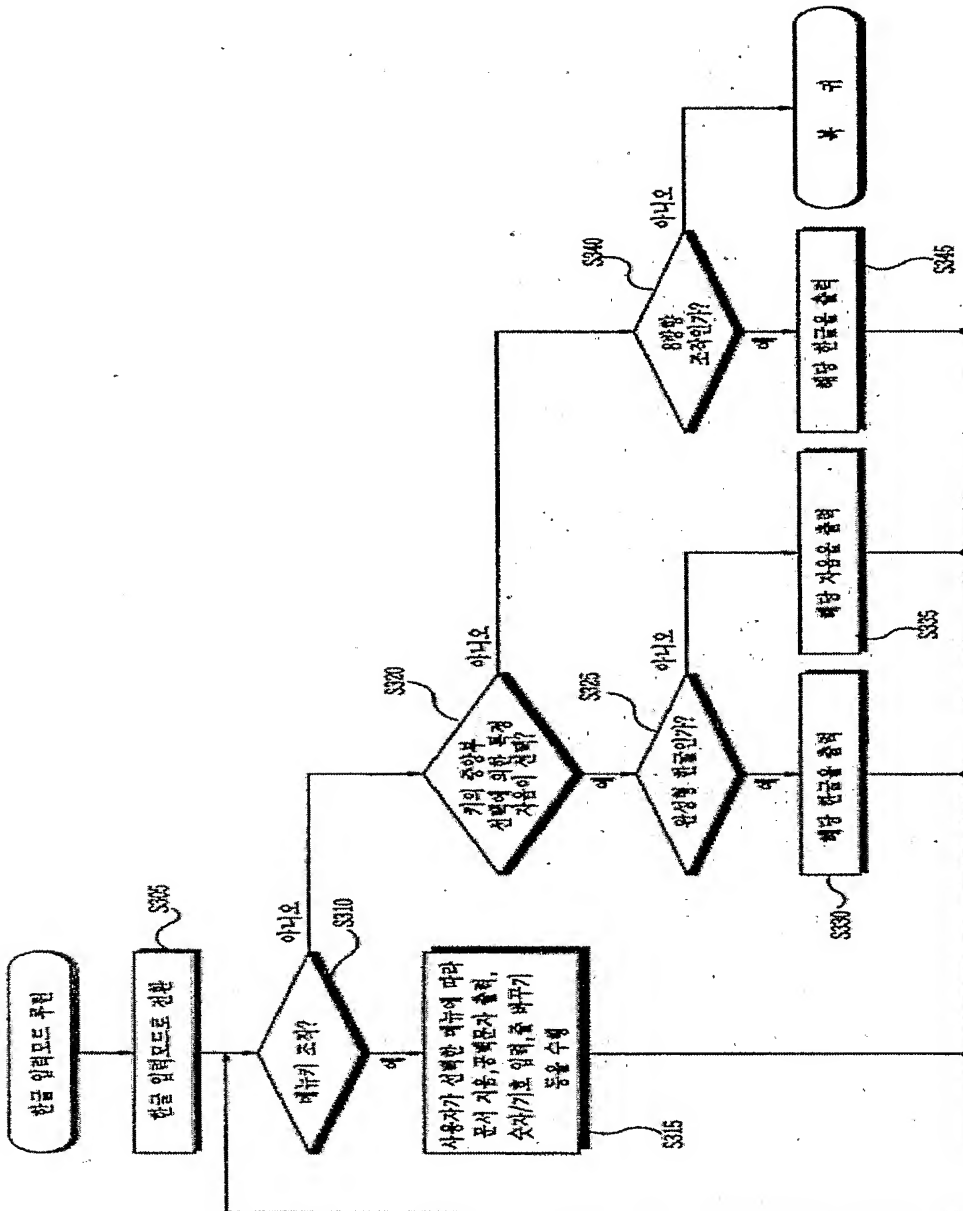 한글 입력모드 루틴
한글 입력모드로 전환
S305
메뉴키 조작?
S310
아니오
예
사용자가 선택한 메뉴에 따라
문서 지움,공백문자 출력,
숫자/기호 입력,줄 바꾸기
등을 수행
S315
키의 중앙부
선택에 의한 특정
자음이 선택?
S320
아니오
예
완성형 한글인가?
S325
아니오
예
해당 한글을 출력
S330
해당 자음을 출력
S335
8방향
조작인가?
S340
아니오
예
해당 한글을 출력
S345
복 귀